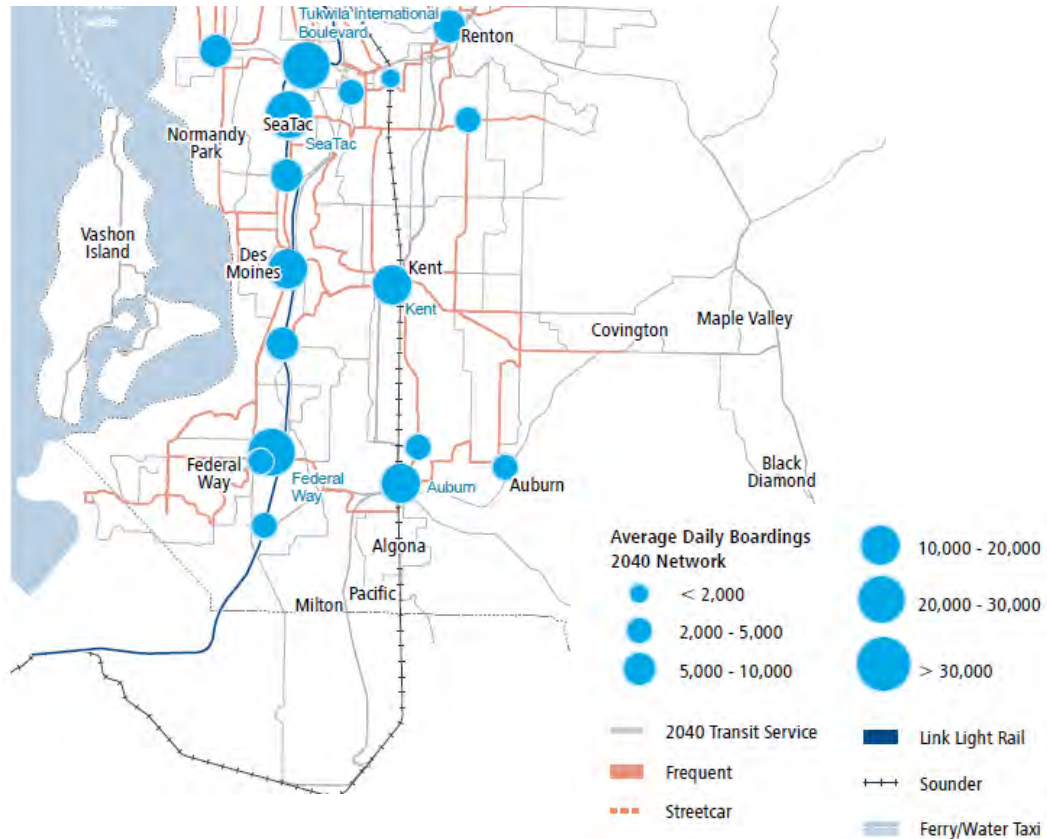 Tukwila International
Boulevard
Renton
SeaTac
SeaTac
Normandy
Park
Vashon
Island
Des
Moines
Kent
Kent
Covington
Maple Valley
Federal
Way
Federal
Way
Auburn
Auburn
Black
Diamond
Algona
Pacific
Milton
Average Daily Boardings
2040 Network
< 2,000
2,000 - 5,000
5,000 - 10,000
10,000 - 20,000
20,000 - 30,000
> 30,000
2040 Transit Service
Frequent
Streetcar
Link Light Rail
Sounder
Ferry/Water Taxi